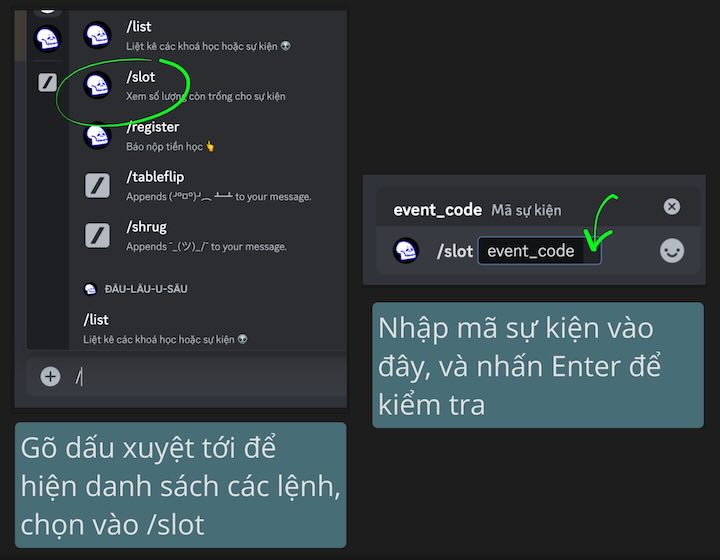 /list
Liệt kê các khoá học hoặc sự kiện 👽
/slot
Xem số lượng còn trống cho sự kiện
/register
Báo nộp tiền học 👆
/tableflip
Appends (╯°□°)╯︵ ┻━┻ to your message.
/shrug
Appends ¯\_(ツ)_/¯ to your message.
ĐẦU-LÂU-U-SẦU
/list
Liệt kê các khoá học hoặc sự kiện 👽
/
Gõ dấu xuyệt tới để
hiện danh sách các lệnh,
chọn vào /slot
event_code Mã sự kiện
/slot event_code
Nhập mã sự kiện vào
đây, và nhấn Enter để
kiểm tra